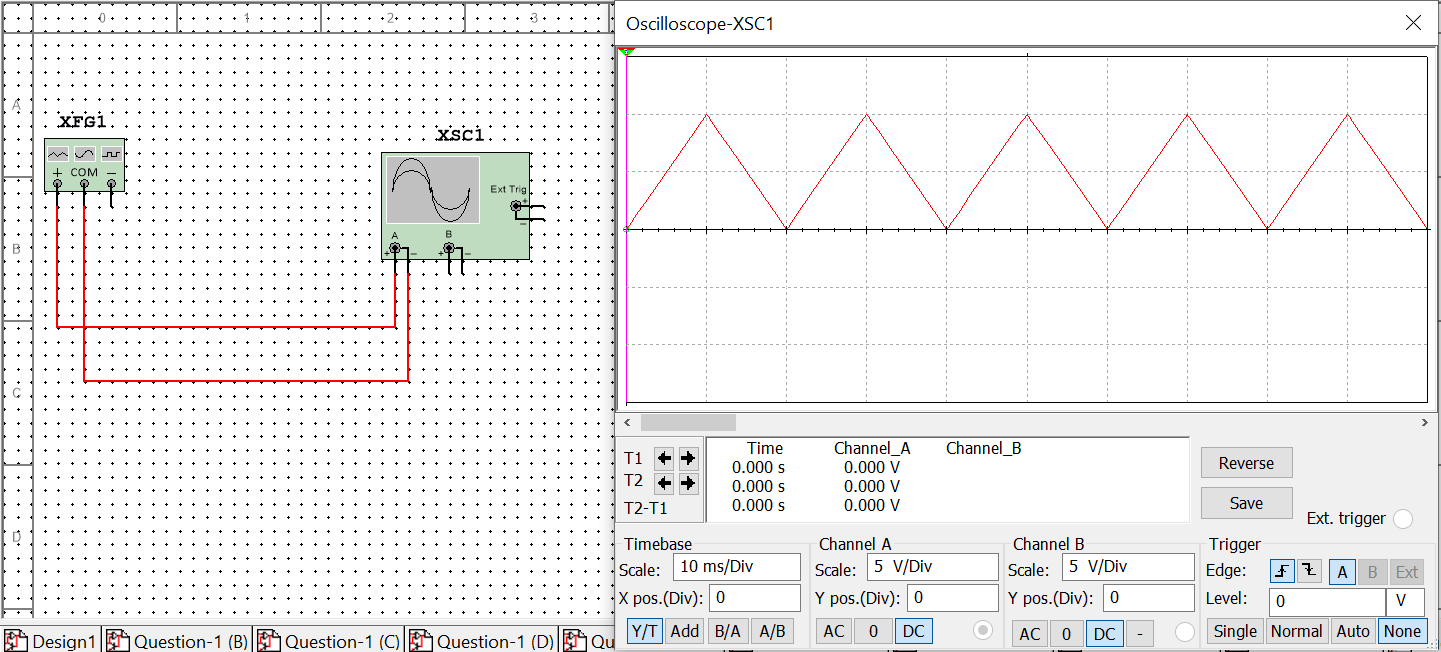 0 1 2 3
A
B
C
D
XFG1
+ COM −
XSC1
Ext Trig
+
−
A B
+ − + −
Design1 Question-1 (B) Question-1 (C) Question-1 (D) Qu
Oscilloscope-XSC1
Time Channel_A Channel_B
T1 0.000 s 0.000 V
T2 0.000 s 0.000 V
T2-T1 0.000 s 0.000 V
Reverse
Save
Ext. trigger
Timebase
Scale: 10 ms/Div
X pos.(Div): 0
Y/T Add B/A A/B
Channel A
Scale: 5 V/Div
Y pos.(Div): 0
AC 0 DC
Channel B
Scale: 5 V/Div
Y pos.(Div): 0
AC 0 DC -
Trigger
Edge: A B Ext
Level: 0 V
Single Normal Auto None